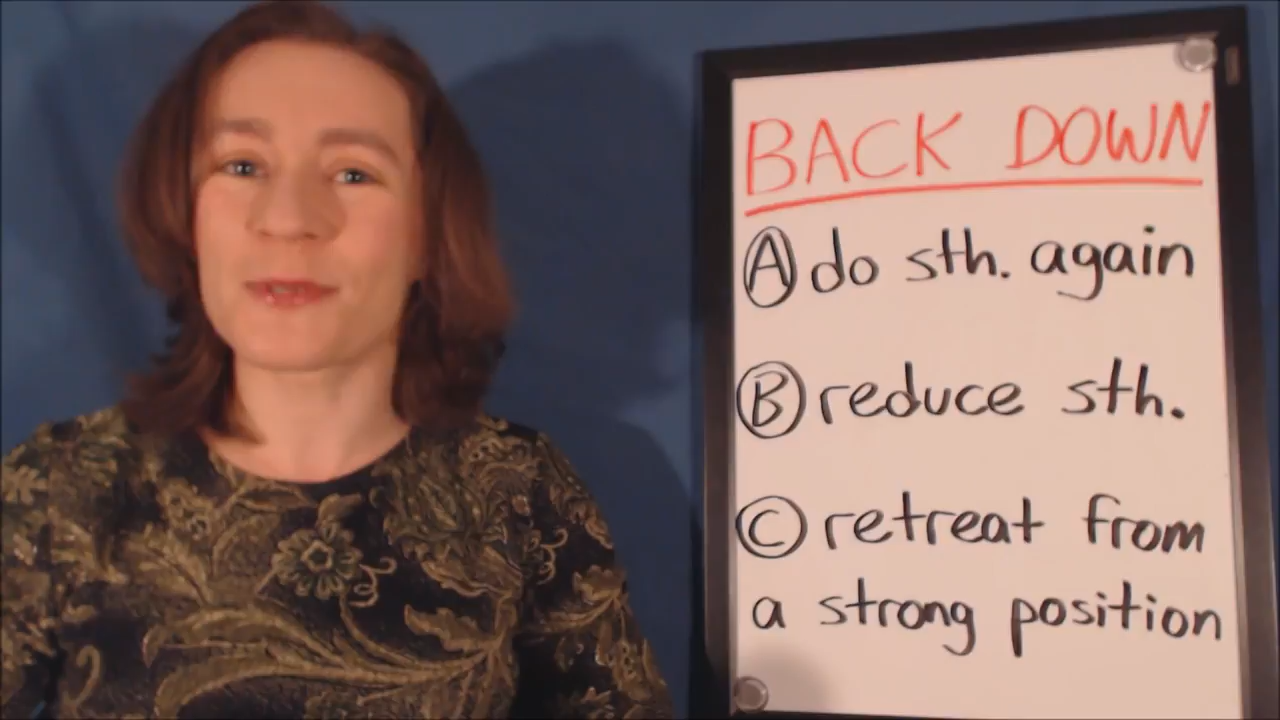 BACK DOWN
A do sth. again
B reduce sth.
C retreat from
a strong position